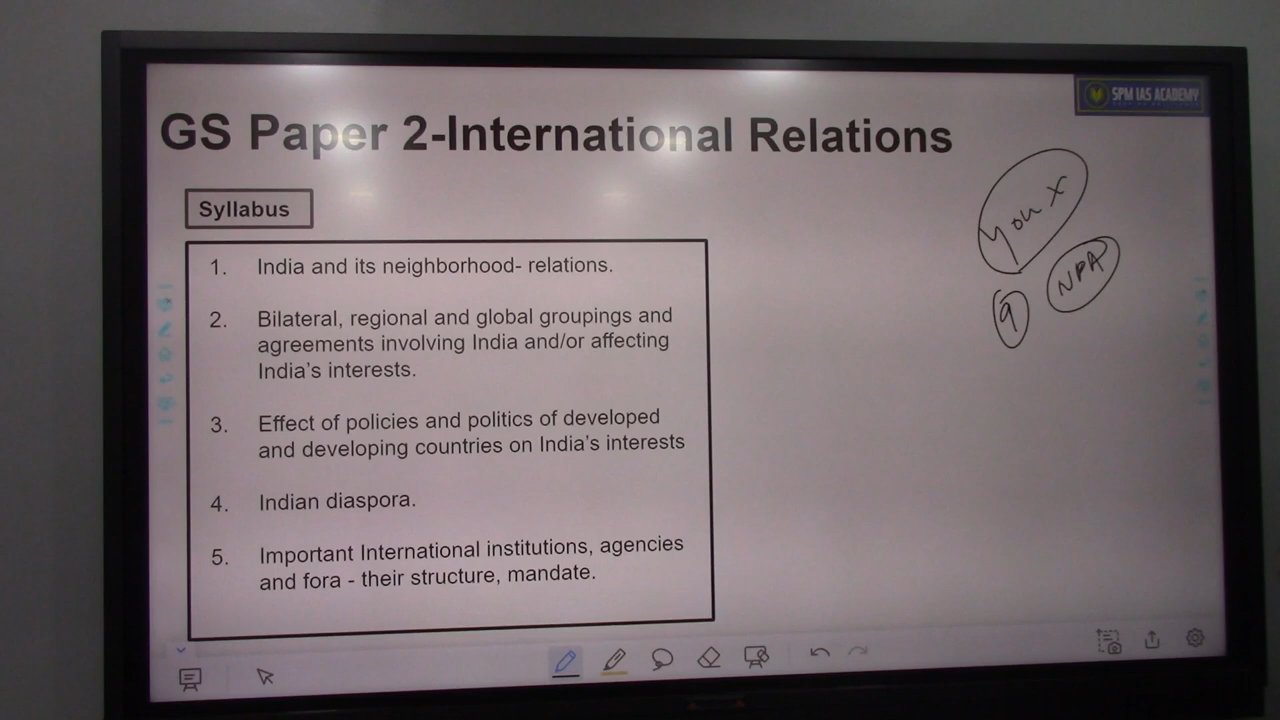 SPM IAS ACADEMY
GS Paper 2-International Relations
Syllabus
1. India and its neighborhood- relations.
2. Bilateral, regional and global groupings and
agreements involving India and/or affecting
India’s interests.
3. Effect of policies and politics of developed
and developing countries on India’s interests
4. Indian diaspora.
5. Important International institutions, agencies
and fora - their structure, mandate.
You x
NPA
9